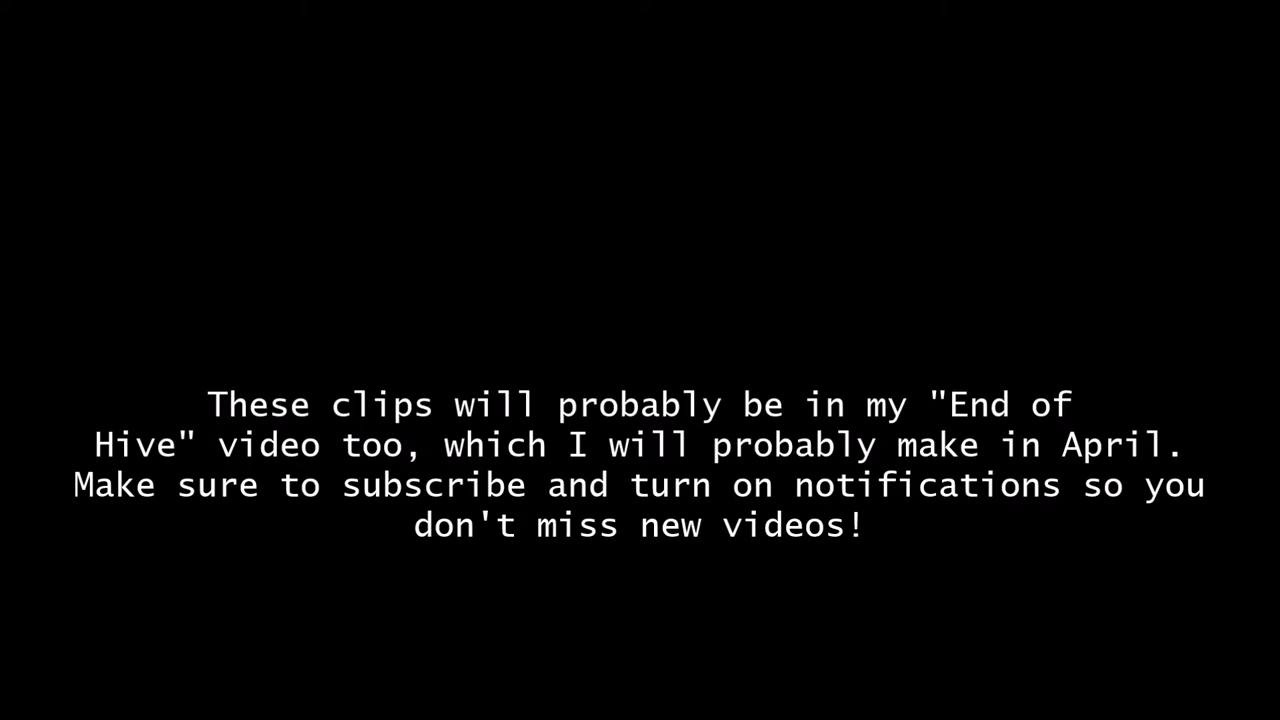 These clips will probably be in my "End of
Hive" video too, which I will probably make in April.
Make sure to subscribe and turn on notifications so you
don't miss new videos!